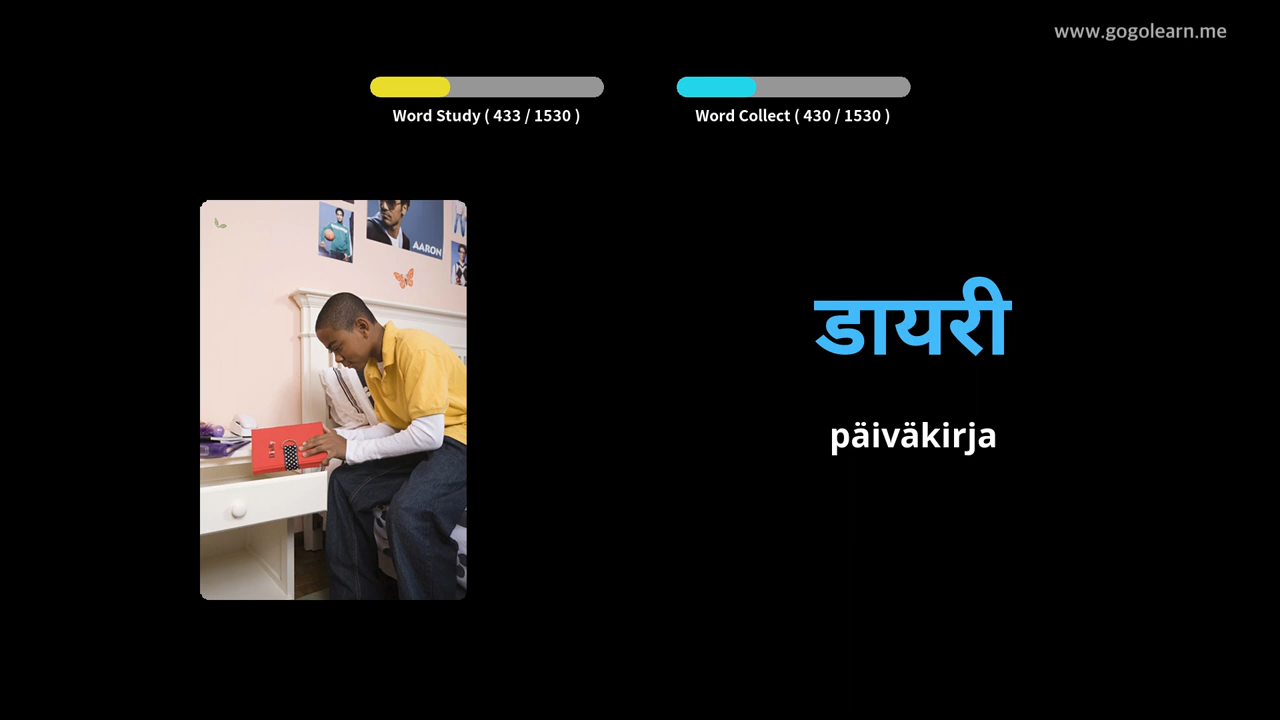 www.gogolearn.me
Word Study ( 433 / 1530 )
Word Collect ( 430 / 1530 )
AARON
डायरी
päiväkirja